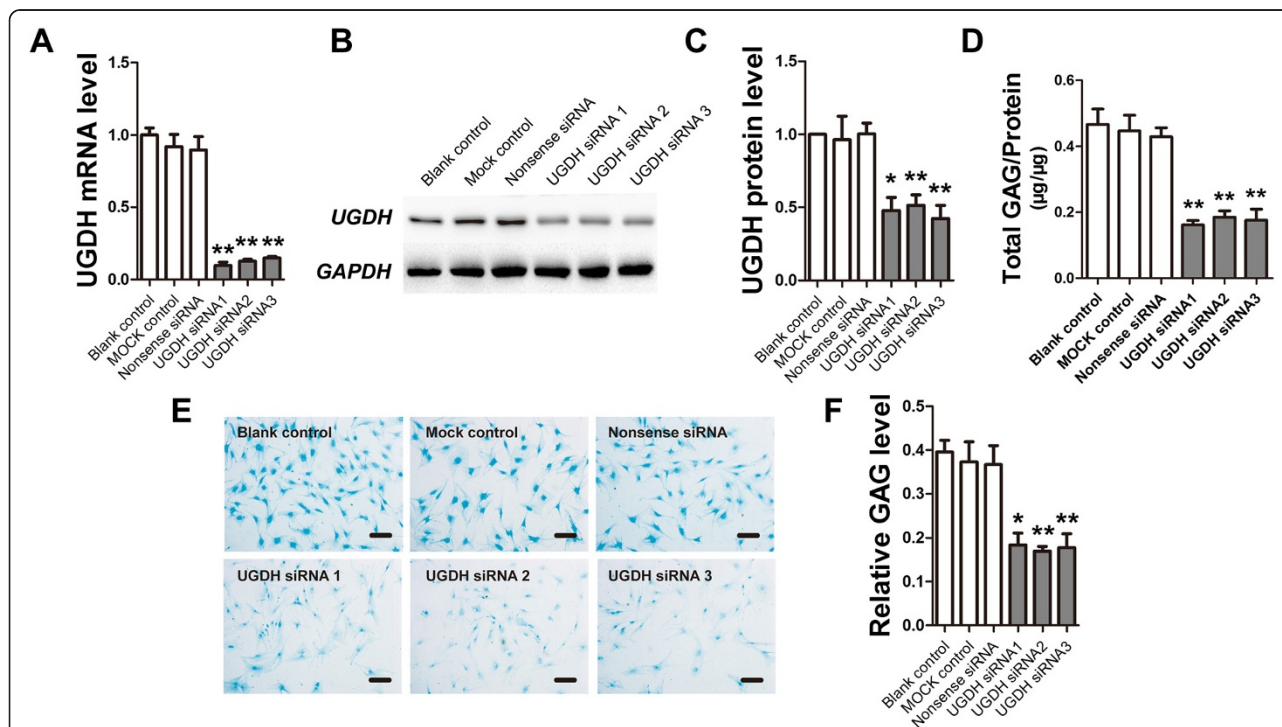 A
UGDH mRNA level
1.5
1.0
0.5
0.0
**
**
**
Blank control
MOCK control
Nonsense siRNA
UGDH siRNA1
UGDH siRNA2
UGDH siRNA3
B
Blank control
Mock control
Nonsense siRNA
UGDH siRNA 1
UGDH siRNA 2
UGDH siRNA 3
UGDH
GAPDH
C
UGDH protein level
1.5
1.0
0.5
0.0
*
**
**
Blank control
MOCK control
Nonsense siRNA
UGDH siRNA1
UGDH siRNA2
UGDH siRNA3
D
Total GAG/Protein
(µg/µg)
0.6
0.4
0.2
0.0
**
**
**
Blank control
MOCK control
Nonsense siRNA
UGDH siRNA1
UGDH siRNA2
UGDH siRNA3
E
Blank control
Mock control
Nonsense siRNA
UGDH siRNA 1
UGDH siRNA 2
UGDH siRNA 3
F
Relative GAG level
0.5
0.4
0.3
0.2
0.1
0.0
*
**
**
Blank control
MOCK control
Nonsense siRNA
UGDH siRNA1
UGDH siRNA2
UGDH siRNA3